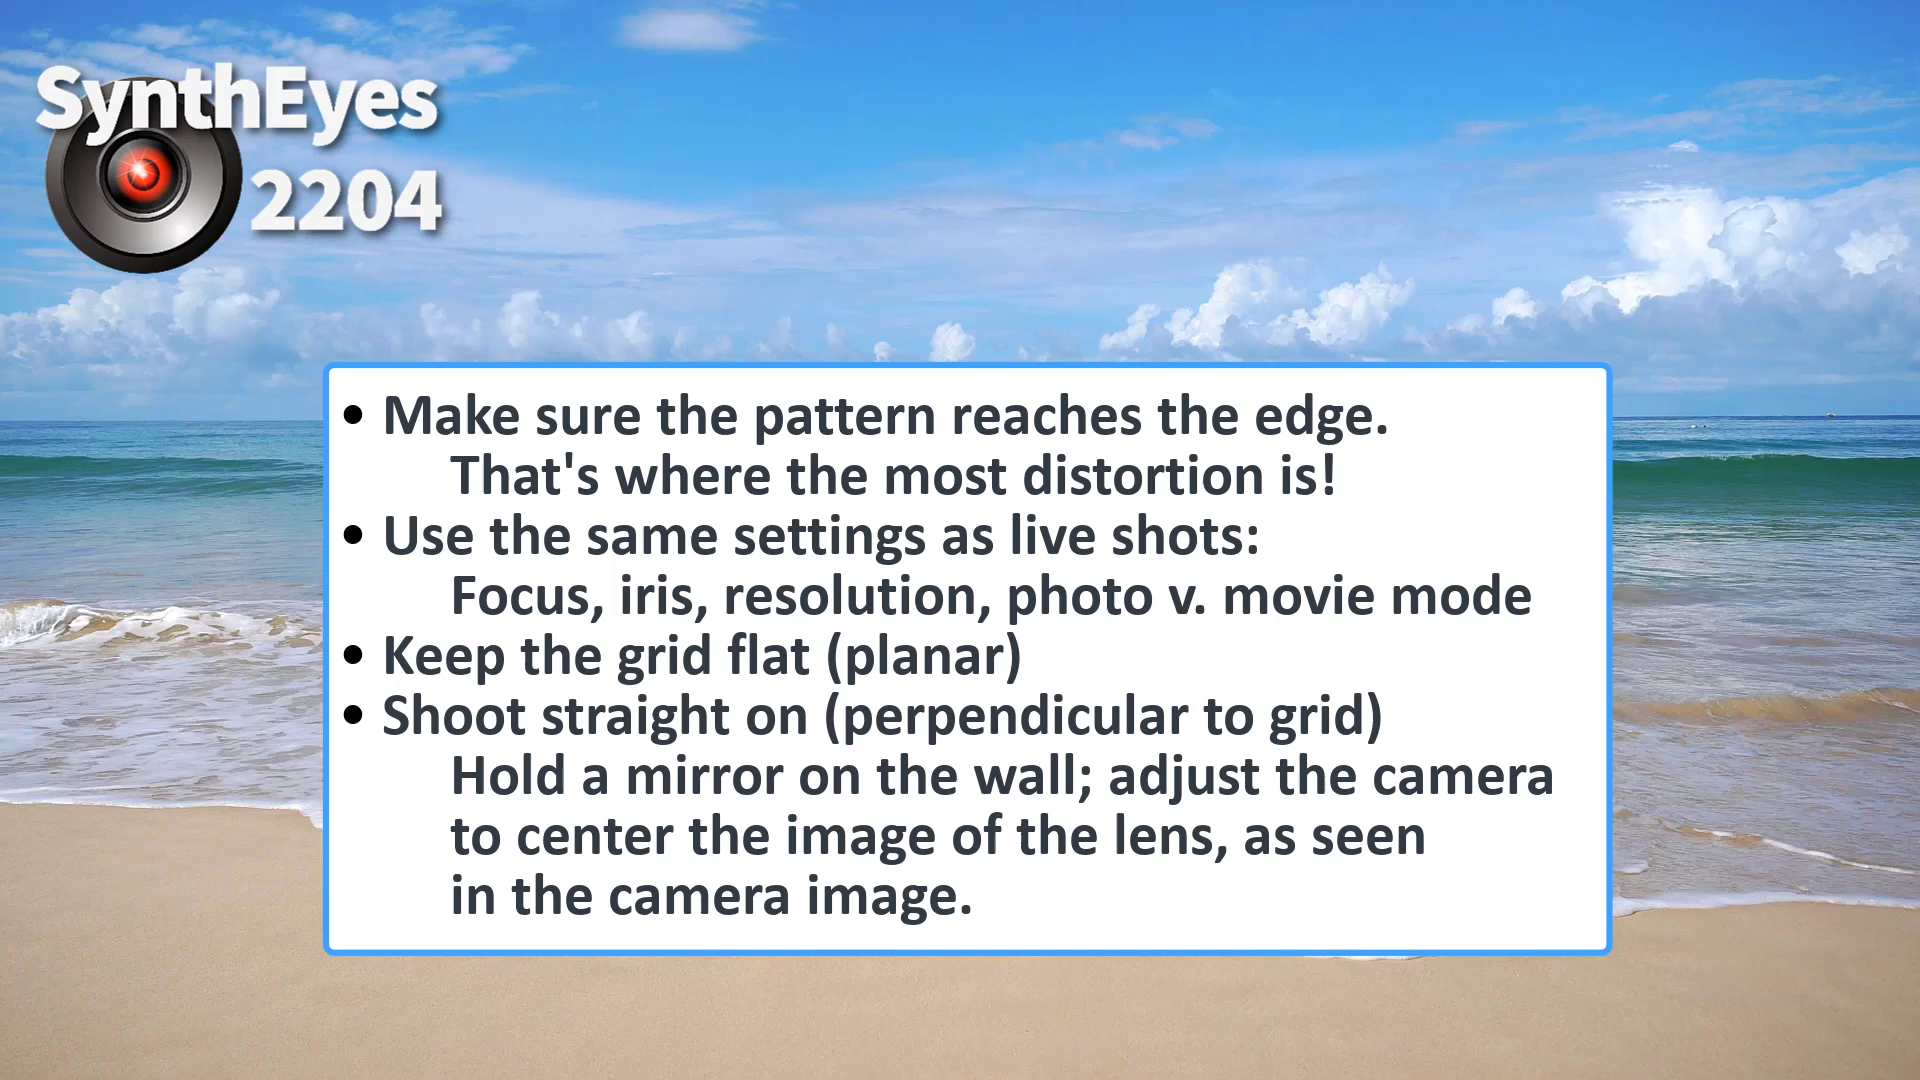 SynthEyes
2204
• Make sure the pattern reaches the edge.
That's where the most distortion is!
• Use the same settings as live shots:
Focus, iris, resolution, photo v. movie mode
• Keep the grid flat (planar)
• Shoot straight on (perpendicular to grid)
Hold a mirror on the wall; adjust the camera
to center the image of the lens, as seen
in the camera image.